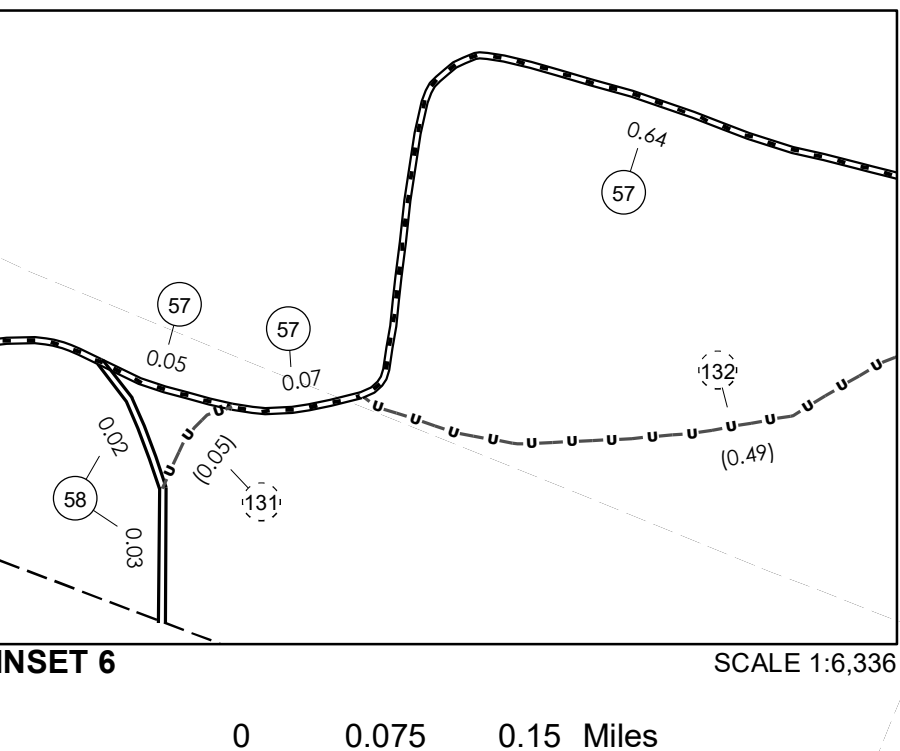 0.64
57
57
57
0.05
0.07
132
0.02
(0.05)
(0.49)
58
131
0.03
U U U
U U U U U U U U U U U U U U
INSET 6
SCALE 1:6,336
0 0.075 0.15 Miles